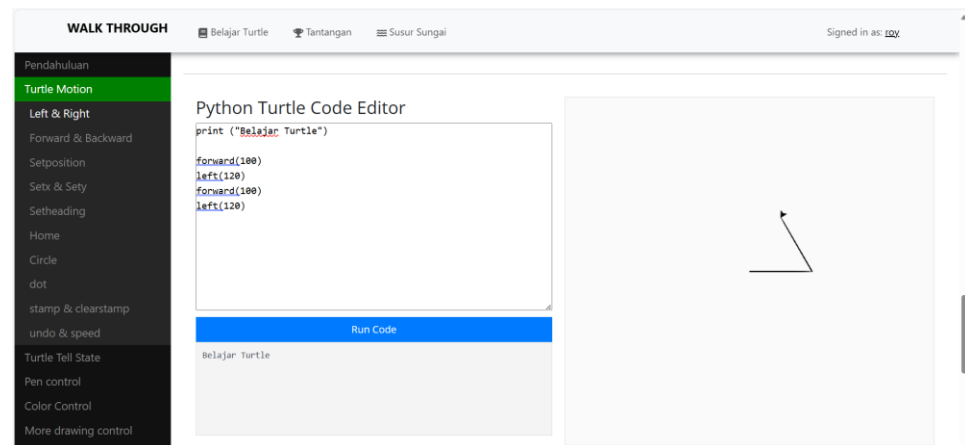 WALK THROUGH
Belajar Turtle
Tantangan
Susur Sungai
Signed in as: roy
Pendahuluan
Turtle Motion
Left & Right
Forward & Backward
Setposition
Setx & Sety
Setheading
Home
Circle
dot
stamp & clearstamp
undo & speed
Turtle Tell State
Pen control
Color Control
More drawing control
Python Turtle Code Editor
print ("Belajar Turtle")
forward(100)
left(120)
forward(100)
left(120)
Run Code
Belajar Turtle